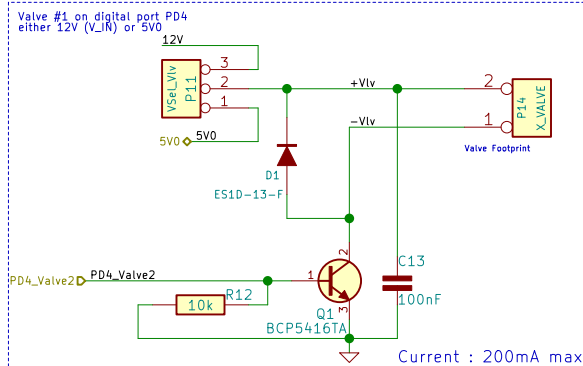 Valve #1 on digital port PD4
either 12V (V_IN) or 5V0
12V
3
2
1
P11
VSel_Vlv
5V0
5V0
+Vlv
-Vlv
2
1
P14
X_VALVE
Valve Footprint
D1
ES1D-13-F
PD4_Valve2
PD4_Valve2
1
2
3
R12
10k
Q1
BCP5416TA
C13
100nF
Current : 200mA max